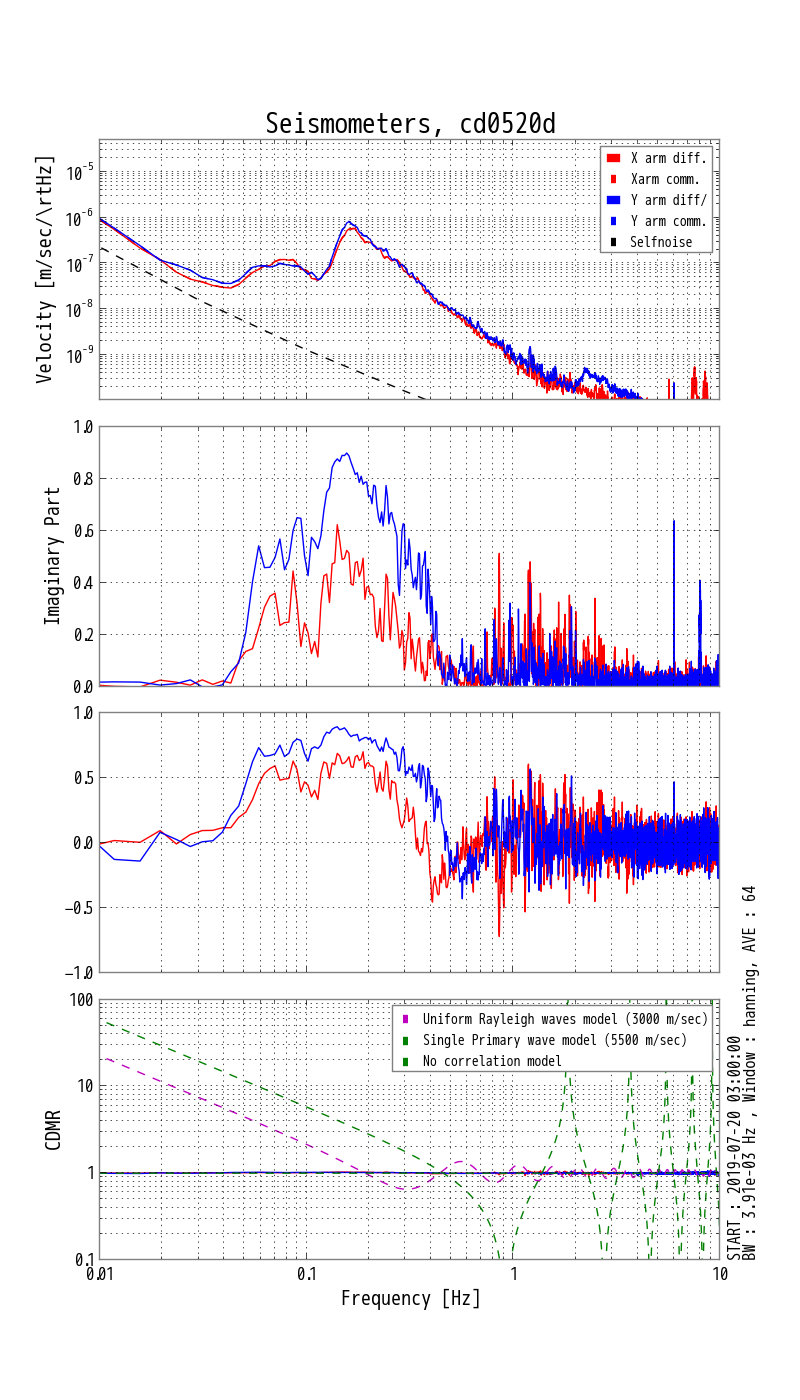 Seismometers, cd0520d
Velocity [m/sec/\rtHz]
10^-5
10^-6
10^-7
10^-8
10^-9
X arm diff.
Xarm comm.
Y arm diff/
Y arm comm.
Selfnoise
Imaginary Part
1.0
0.8
0.6
0.4
0.2
0.0
1.0
0.5
0.0
−0.5
−1.0
CDMR
100
10
1
0.1
Uniform Rayleigh waves model (3000 m/sec)
Single Primary wave model (5500 m/sec)
No correlation model
0.01
0.1
1
10
Frequency [Hz]
START : 2019-07-20 03:00:00
BW : 3.91e-03 Hz , Window : hanning, AVE : 64